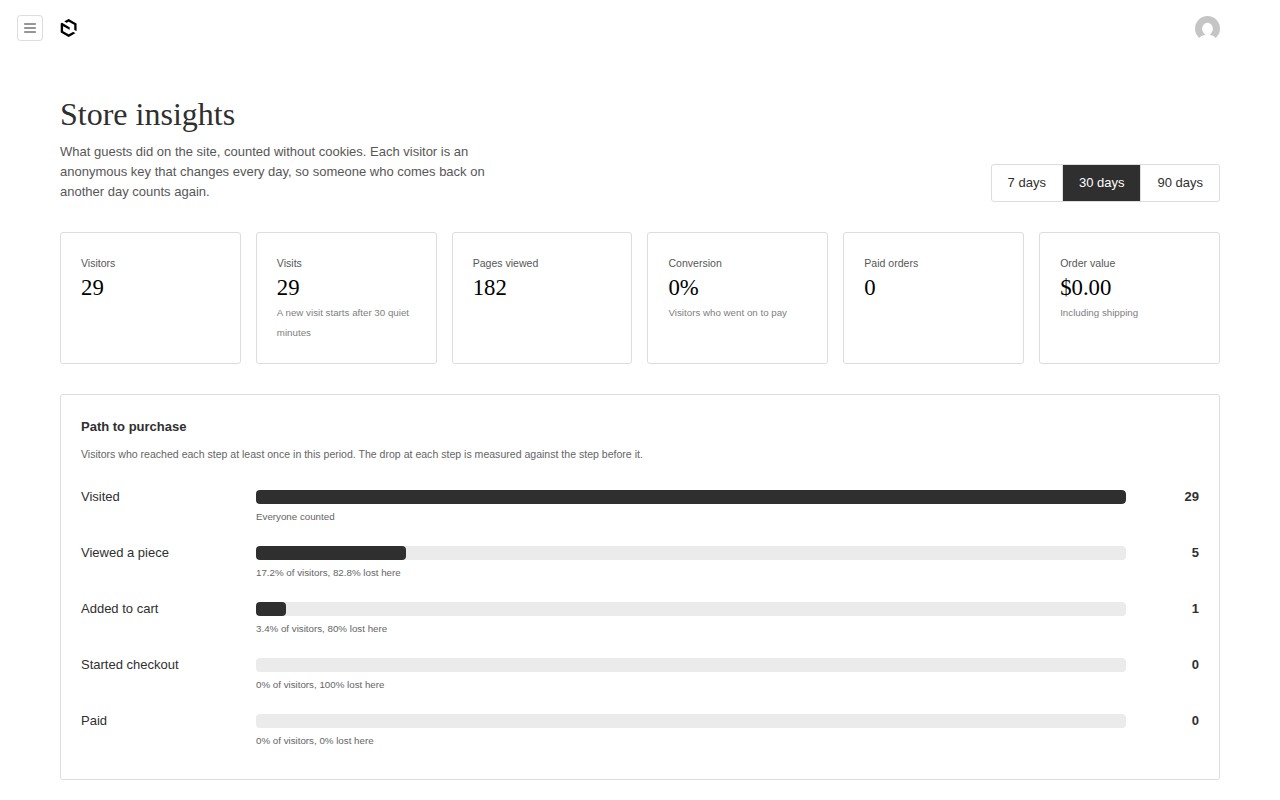 Store insights
What guests did on the site, counted without cookies. Each visitor is an
anonymous key that changes every day, so someone who comes back on
another day counts again.
7 days 30 days 90 days
Visitors
29
Visits
29
A new visit starts after 30 quiet
minutes
Pages viewed
182
Conversion
0%
Visitors who went on to pay
Paid orders
0
Order value
$0.00
Including shipping
Path to purchase
Visitors who reached each step at least once in this period. The drop at each step is measured against the step before it.
Visited 29
Everyone counted
Viewed a piece 5
17.2% of visitors, 82.8% lost here
Added to cart 1
3.4% of visitors, 80% lost here
Started checkout 0
0% of visitors, 100% lost here
Paid 0
0% of visitors, 0% lost here